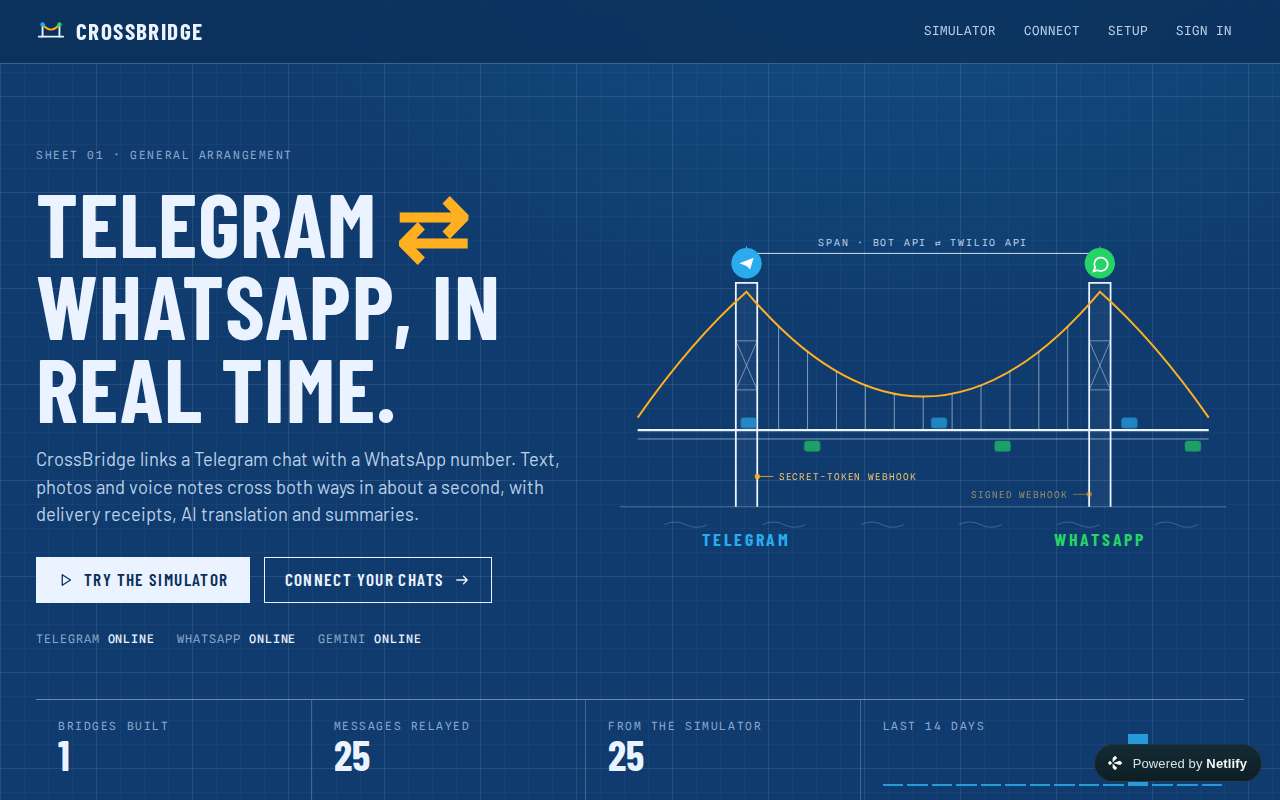 CROSSBRIDGE
SIMULATOR CONNECT SETUP SIGN IN
SHEET 01 · GENERAL ARRANGEMENT
TELEGRAM ⇄
WHATSAPP, IN
REAL TIME.
CrossBridge links a Telegram chat with a WhatsApp number. Text,
photos and voice notes cross both ways in about a second, with
delivery receipts, AI translation and summaries.
TRY THE SIMULATOR
CONNECT YOUR CHATS →
TELEGRAM ONLINE WHATSAPP ONLINE GEMINI ONLINE
SPAN · BOT API ⇄ TWILIO API
SECRET-TOKEN WEBHOOK
SIGNED WEBHOOK
TELEGRAM
WHATSAPP
BRIDGES BUILT
1
MESSAGES RELAYED
25
FROM THE SIMULATOR
25
LAST 14 DAYS
Powered by Netlify